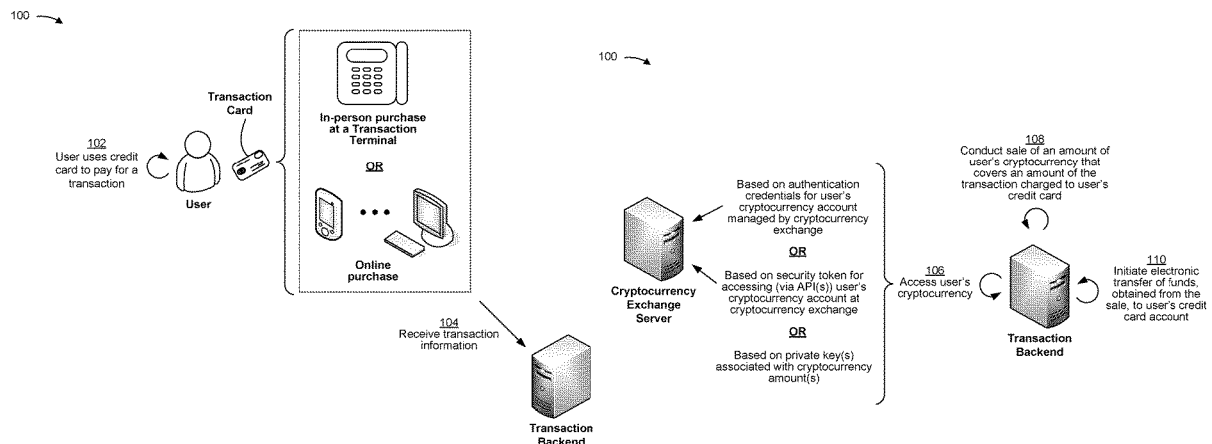 100
Transaction
Card
102
User uses credit
card to pay for a
transaction
User
In-person purchase
at a Transaction
Terminal
OR
Online
purchase
104
Receive transaction
information
Transaction
Backend
100
Cryptocurrency
Exchange
Server
Based on authentication
credentials for user's
cryptocurrency account
managed by cryptocurrency
exchange
OR
Based on security token for
accessing (via API(s)) user's
cryptocurrency account at
cryptocurrency exchange
OR
Based on private key(s)
associated with cryptocurrency
amount(s)
106
Access user's
cryptocurrency
108
Conduct sale of an amount of
user's cryptocurrency that
covers an amount of the
transaction charged to user's
credit card
110
Initiate electronic
transfer of funds,
obtained from the
sale, to user's credit
card account
Transaction
Backend